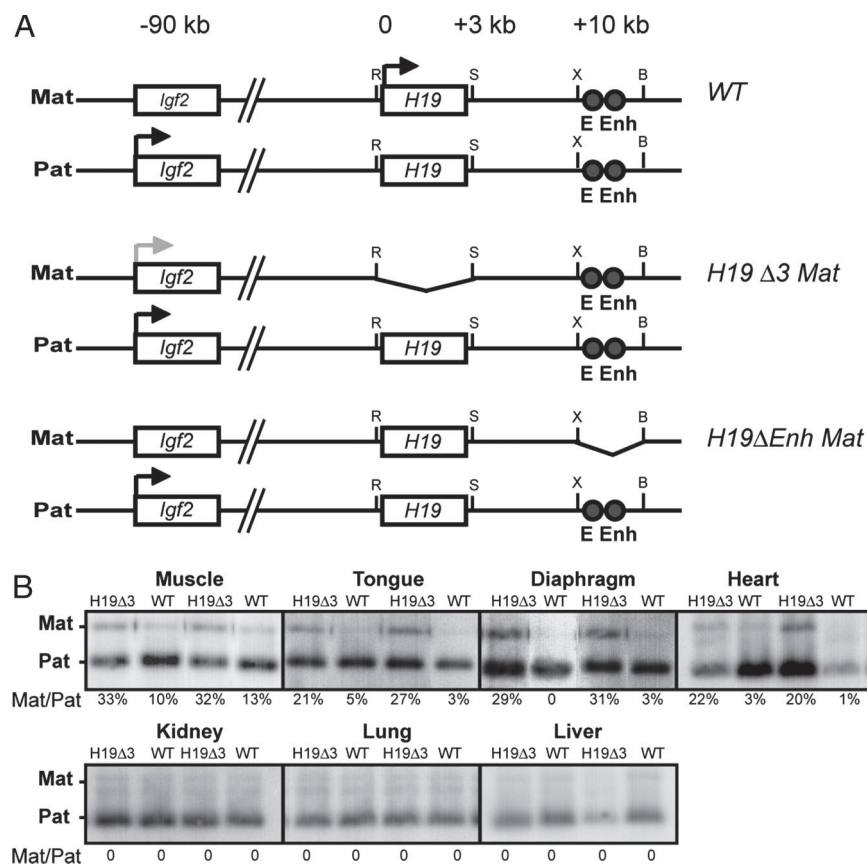 A
-90 kb 0 +3 kb +10 kb
R S X B
Mat Igf2 H19 WT
E Enh
R S X B
Pat Igf2 H19
E Enh
R S X B
Mat Igf2 H19 Δ3 Mat
E Enh
R S X B
Pat Igf2 H19
E Enh
R S X B
Mat Igf2 H19 H19ΔEnh Mat
R S X B
Pat Igf2 H19
E Enh
B
Muscle Tongue Diaphragm Heart
H19Δ3 WT H19Δ3 WT H19Δ3 WT H19Δ3 WT H19Δ3 WT H19Δ3 WT H19Δ3 WT H19Δ3 WT
Mat
Pat
Mat/Pat 33% 10% 32% 13% 21% 5% 27% 3% 29% 0 31% 3% 22% 3% 20% 1%
Kidney Lung Liver
H19Δ3 WT H19Δ3 WT H19Δ3 WT H19Δ3 WT H19Δ3 WT H19Δ3 WT
Mat
Pat
Mat/Pat 0 0 0 0 0 0 0 0 0 0 0 0